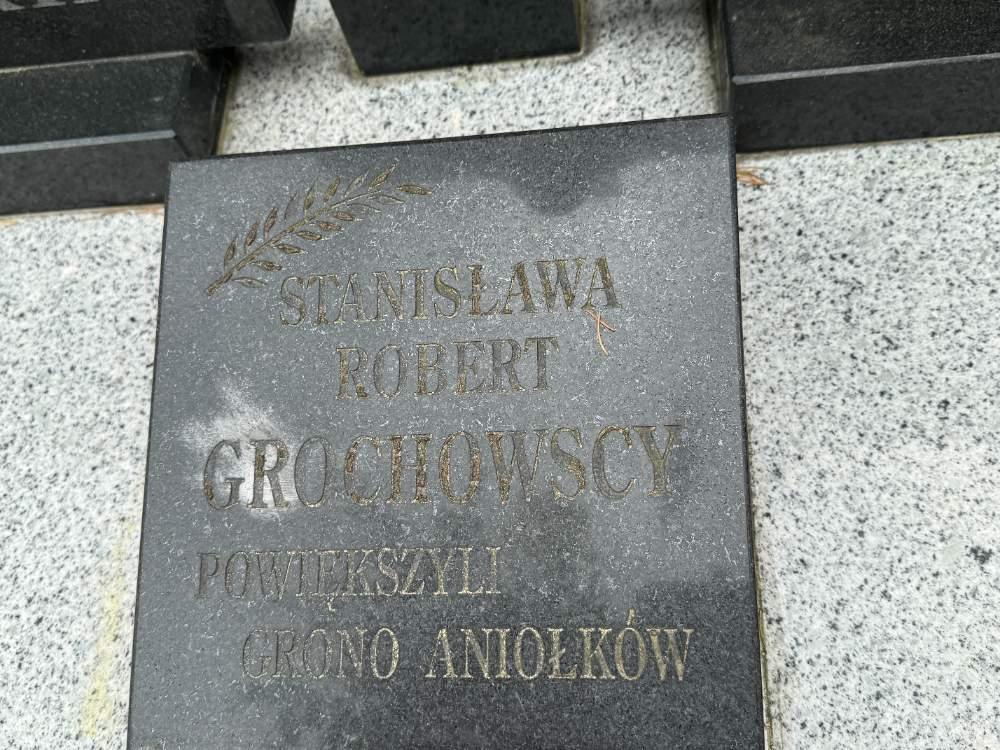 STANISŁAWA
ROBERT
GROCHOWSCY
POWIĘKSZYLI
GRONO ANIOŁKÓW